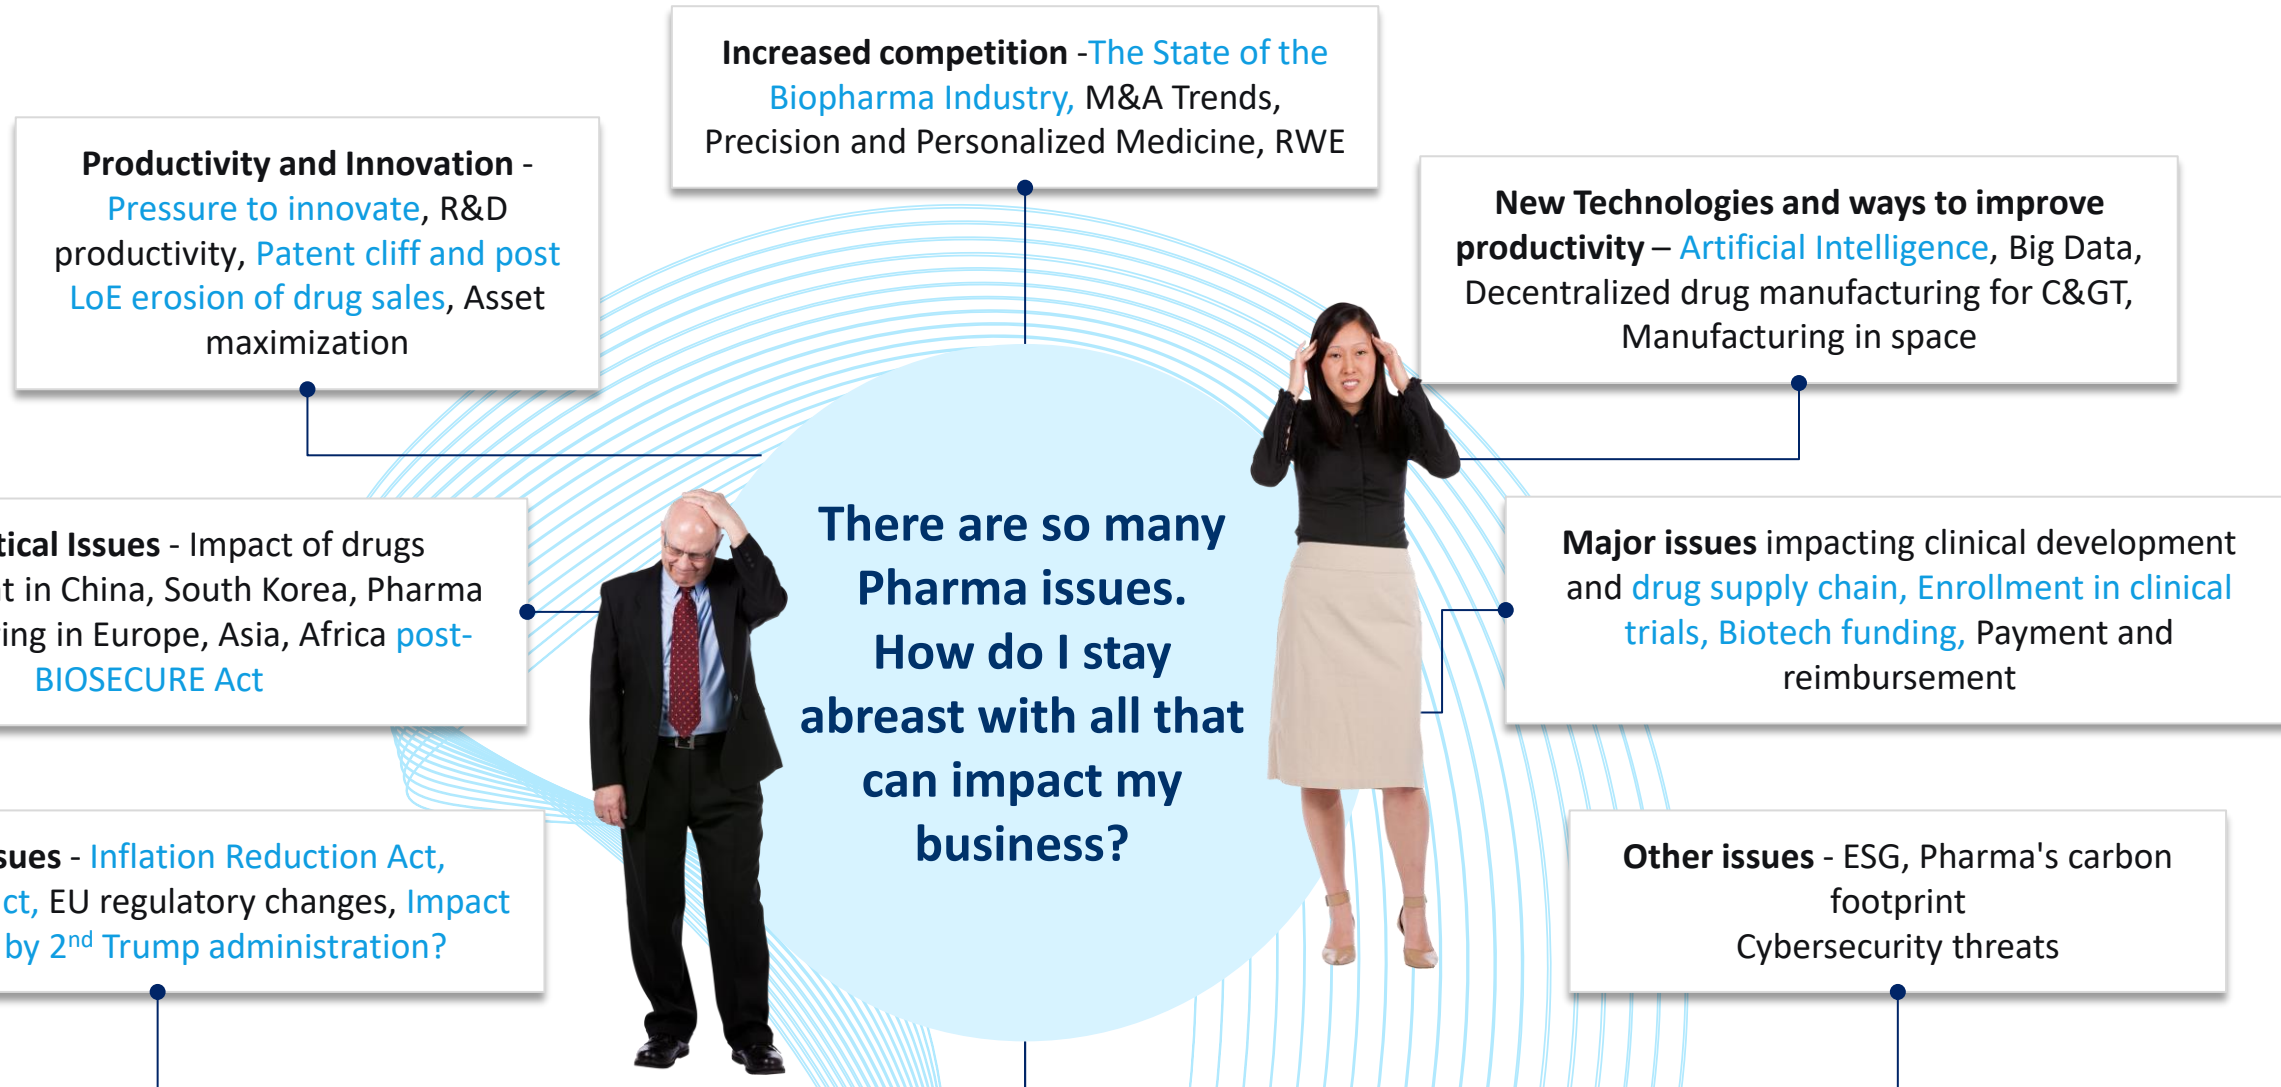 Increased competition -The State of the
Biopharma Industry, M&A Trends,
Precision and Personalized Medicine, RWE
Productivity and Innovation -
Pressure to innovate, R&D
productivity, Patent cliff and post
LoE erosion of drug sales, Asset
maximization
New Technologies and ways to improve
productivity – Artificial Intelligence, Big Data,
Decentralized drug manufacturing for C&GT,
Manufacturing in space
There are so many
Pharma issues.
How do I stay
abreast with all that
can impact my
business?
Issues - Impact of drugs
in China, South Korea, Pharma
in Europe, Asia, Africa post-
BIOSECURE Act
Major issues impacting clinical development
and drug supply chain, Enrollment in clinical
trials, Biotech funding, Payment and
reimbursement
- Inflation Reduction Act,
EU regulatory changes, Impact
by 2nd Trump administration?
Other issues - ESG, Pharma's carbon
footprint
Cybersecurity threats